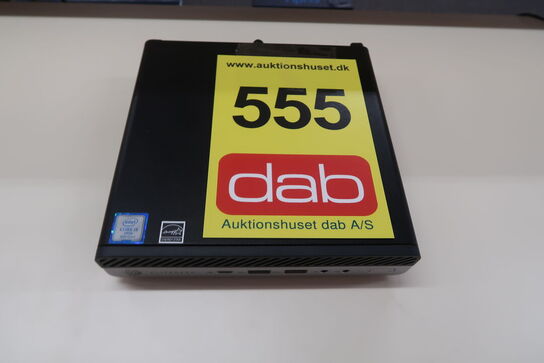 www.auktionshuset.dk
555
dab
Auktionshuset dab A/S